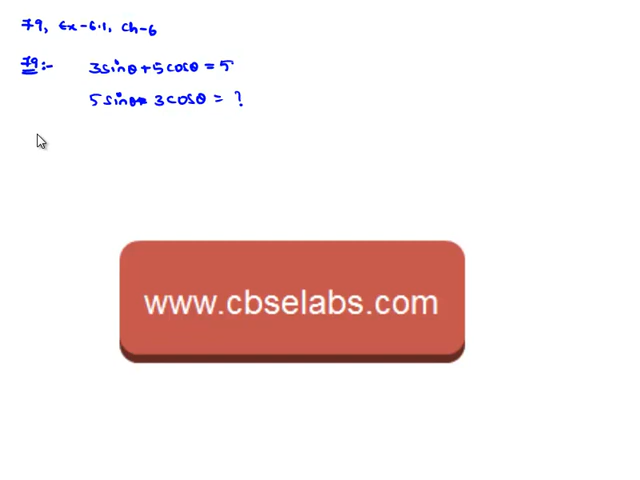 79, Ex-6.1, Ch-6
79:- 3sinθ+5cosθ=5
5sinθ- 3cosθ = ?
www.cbselabs.com